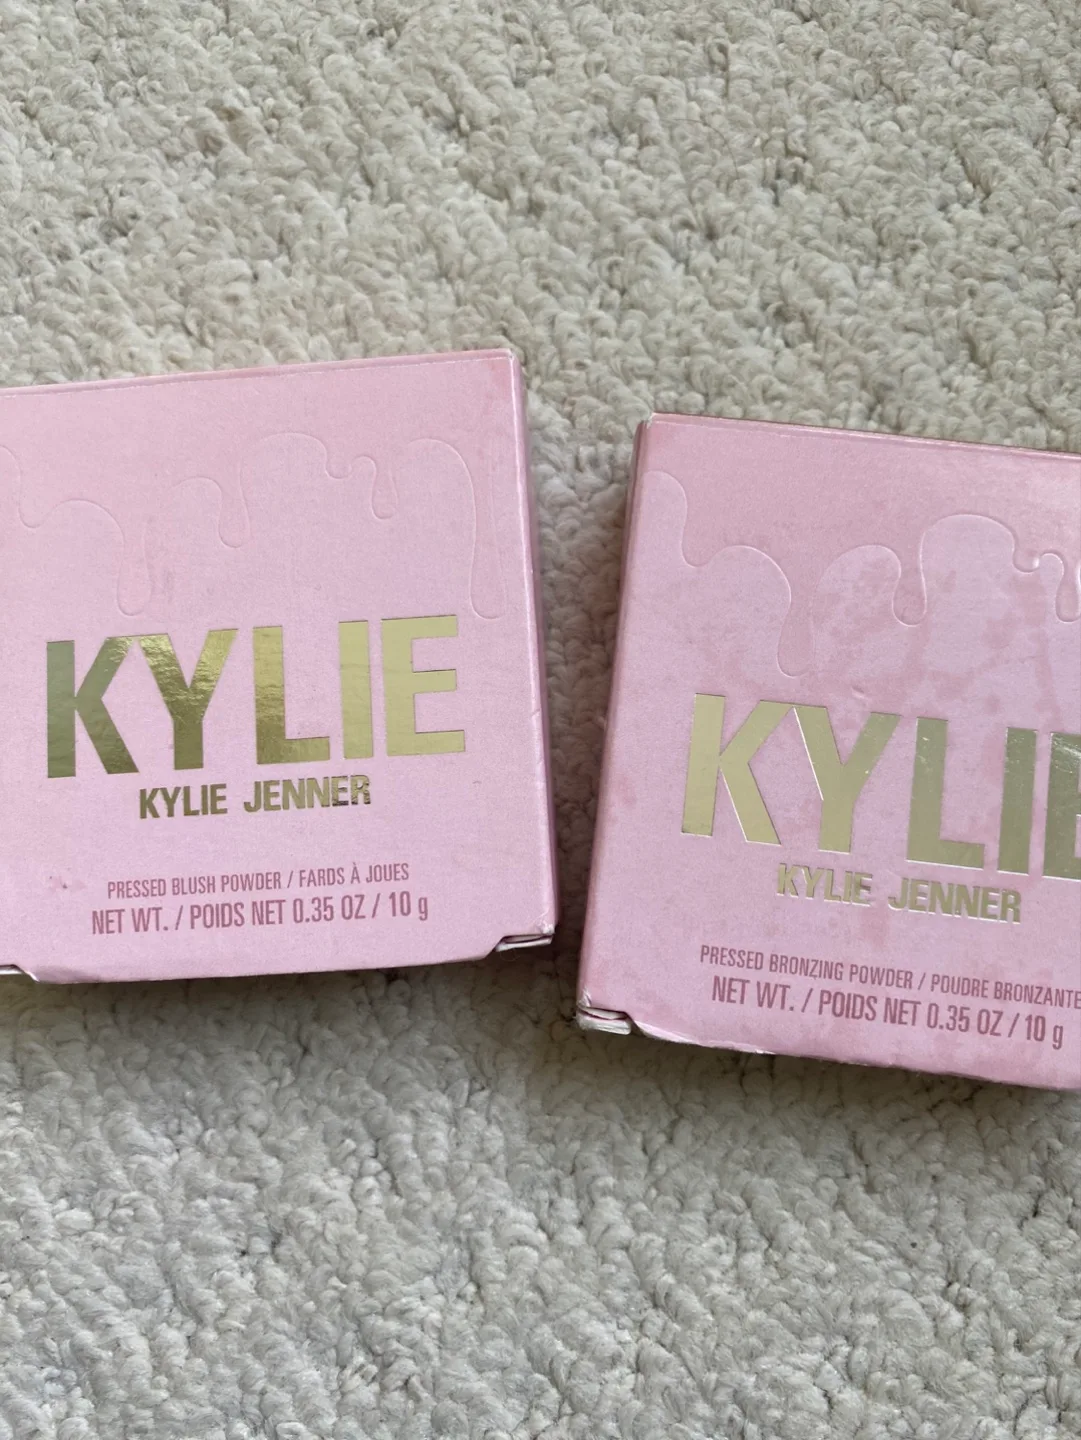 KYLIE
KYLIE JENNER
PRESSED BLUSH POWDER / FARDS À JOUES
NET WT. / POIDS NET 0.35 OZ / 10 g
KYLIE
KYLIE JENNER
PRESSED BRONZING POWDER / POUDRE BRONZANTE
NET WT. / POIDS NET 0.35 OZ / 10 g